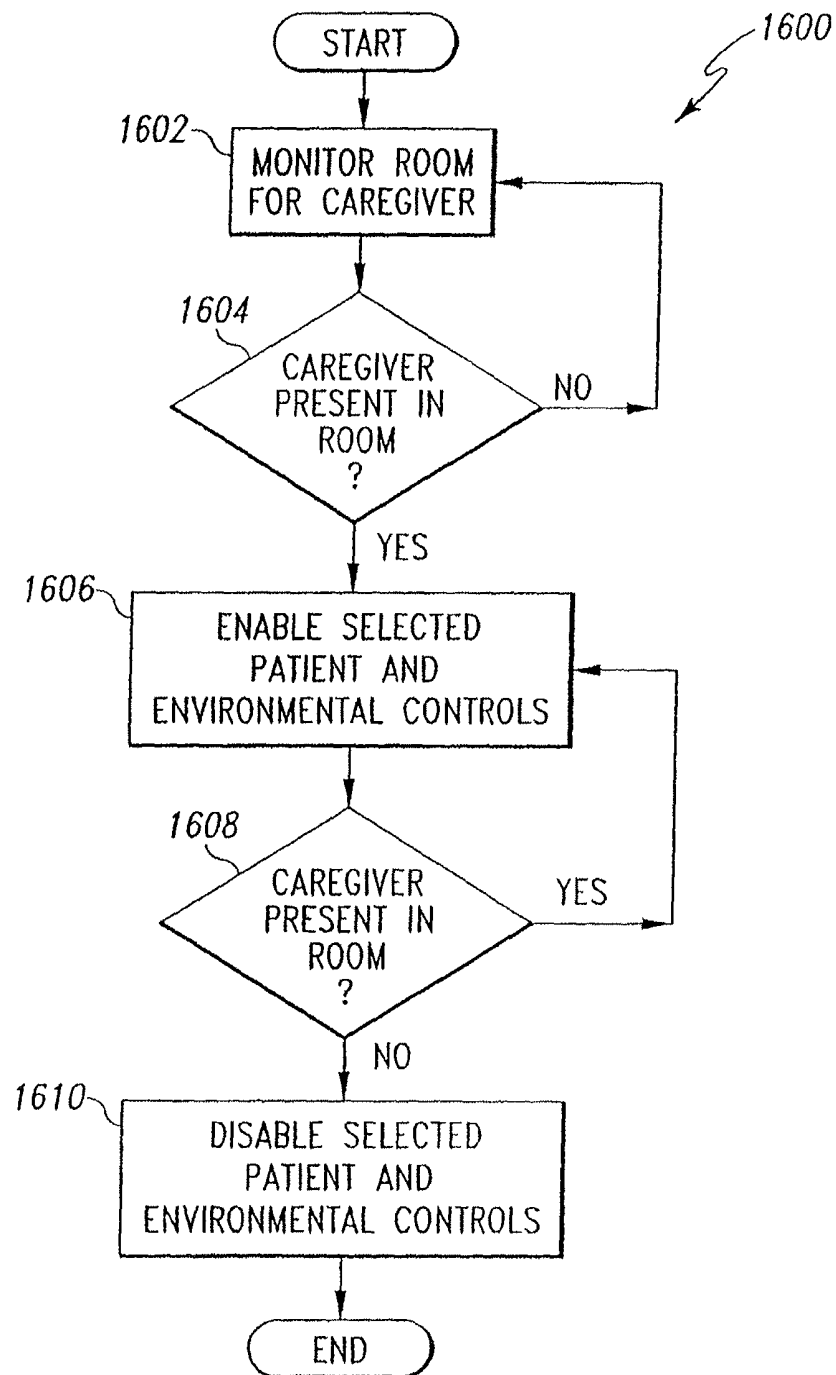 START
1600
1602
MONITOR ROOM
FOR CAREGIVER
1604
CAREGIVER
PRESENT IN
ROOM
?
NO
YES
1606
ENABLE SELECTED
PATIENT AND
ENVIRONMENTAL CONTROLS
1608
CAREGIVER
PRESENT IN
ROOM
?
YES
NO
1610
DISABLE SELECTED
PATIENT AND
ENVIRONMENTAL CONTROLS
END